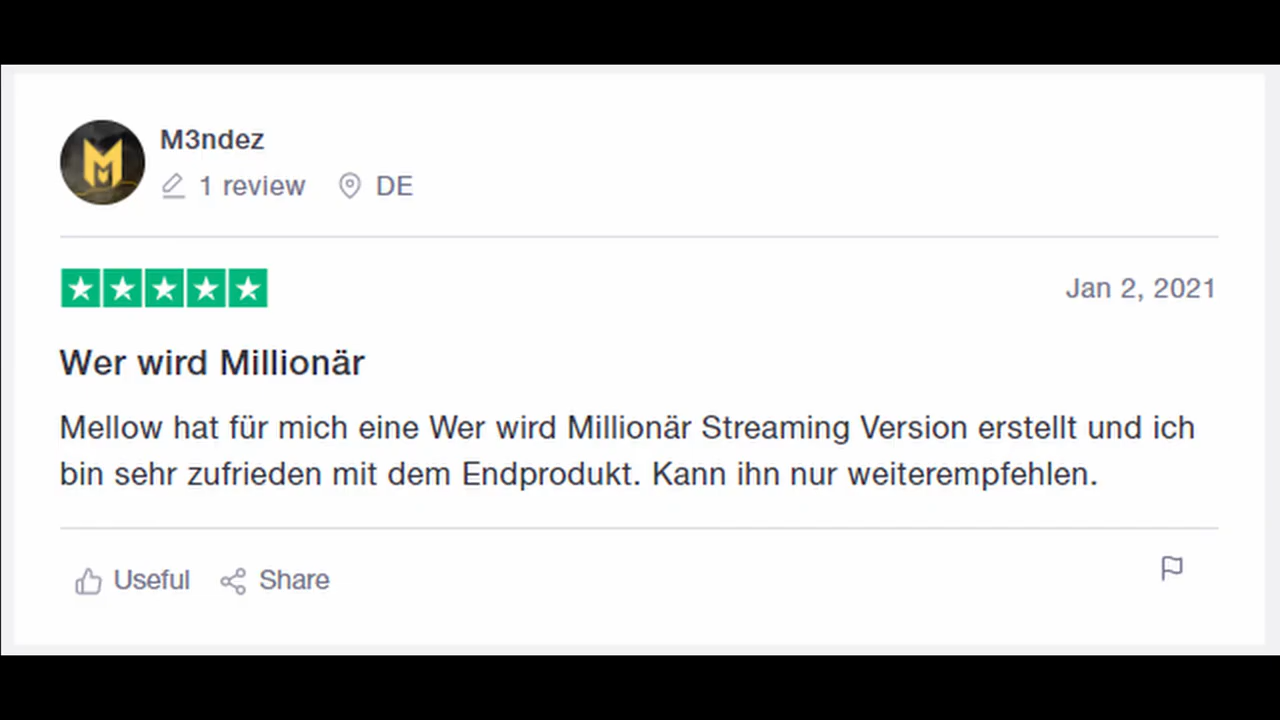 M3ndez
1 review DE
Jan 2, 2021
Wer wird Millionär
Mellow hat für mich eine Wer wird Millionär Streaming Version erstellt und ich
bin sehr zufrieden mit dem Endprodukt. Kann ihn nur weiterempfehlen.
Useful Share